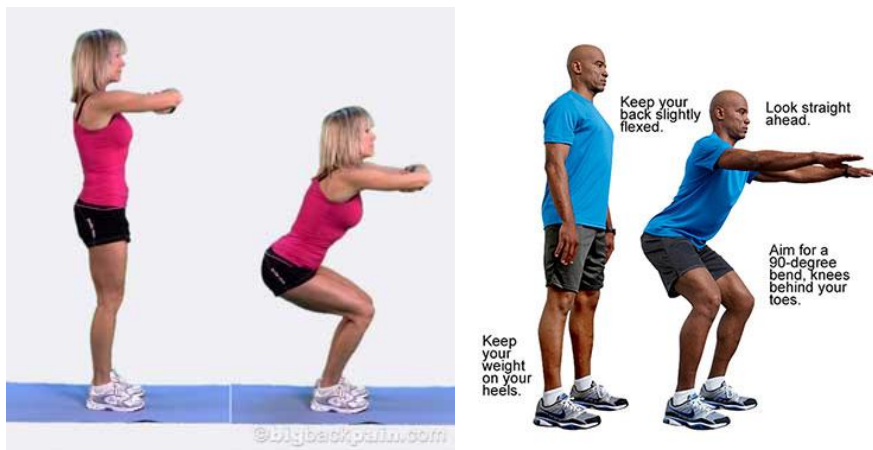 Keep your
back slightly
flexed.
Look straight
ahead.
Aim for a
90-degree
bend, knees
behind your
toes.
Keep
your
weight
on your
heels.
©bigbackpain.com